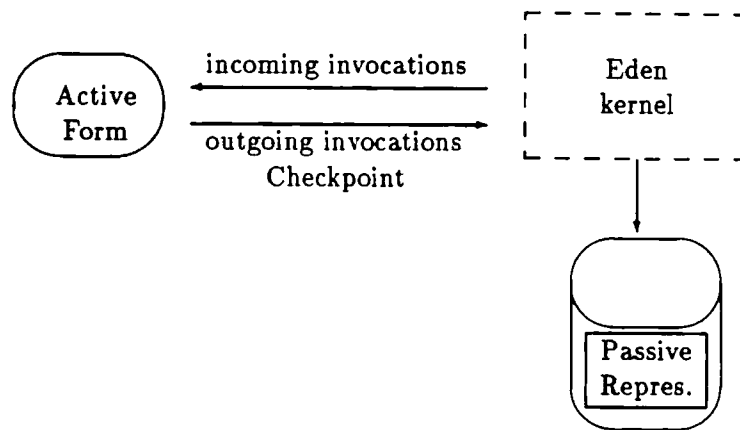 Active
Form
incoming invocations
outgoing invocations
Checkpoint
Eden
kernel
Passive
Repres.